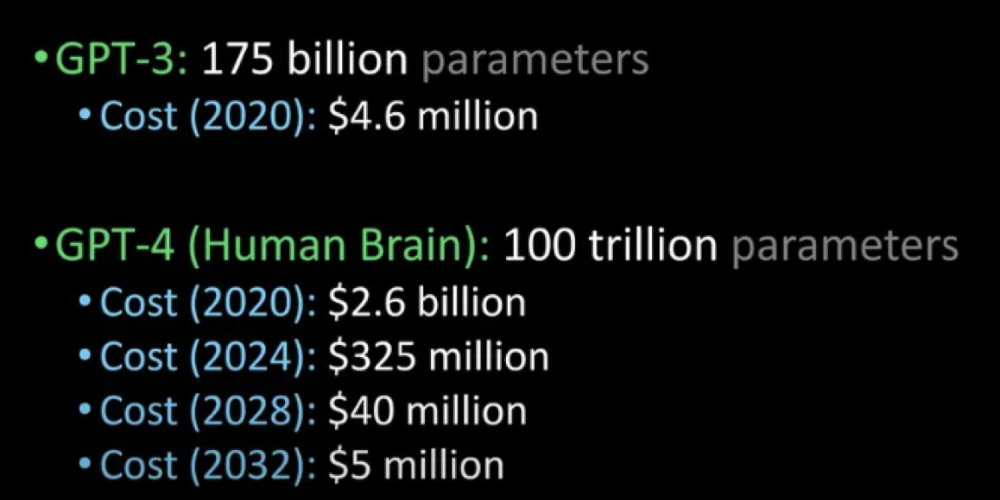 •GPT-3: 175 billion parameters
•Cost (2020): $4.6 million
•GPT-4 (Human Brain): 100 trillion parameters
•Cost (2020): $2.6 billion
•Cost (2024): $325 million
•Cost (2028): $40 million
•Cost (2032): $5 million